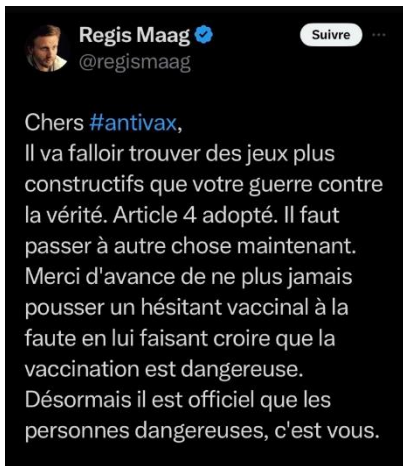 Regis Maag
Suivre
@regismaag
Chers #antivax,
Il va falloir trouver des jeux plus
constructifs que votre guerre contre
la vérité. Article 4 adopté. Il faut
passer à autre chose maintenant.
Merci d'avance de ne plus jamais
pousser un hésitant vaccinal à la
faute en lui faisant croire que la
vaccination est dangereuse.
Désormais il est officiel que les
personnes dangereuses, c'est vous.